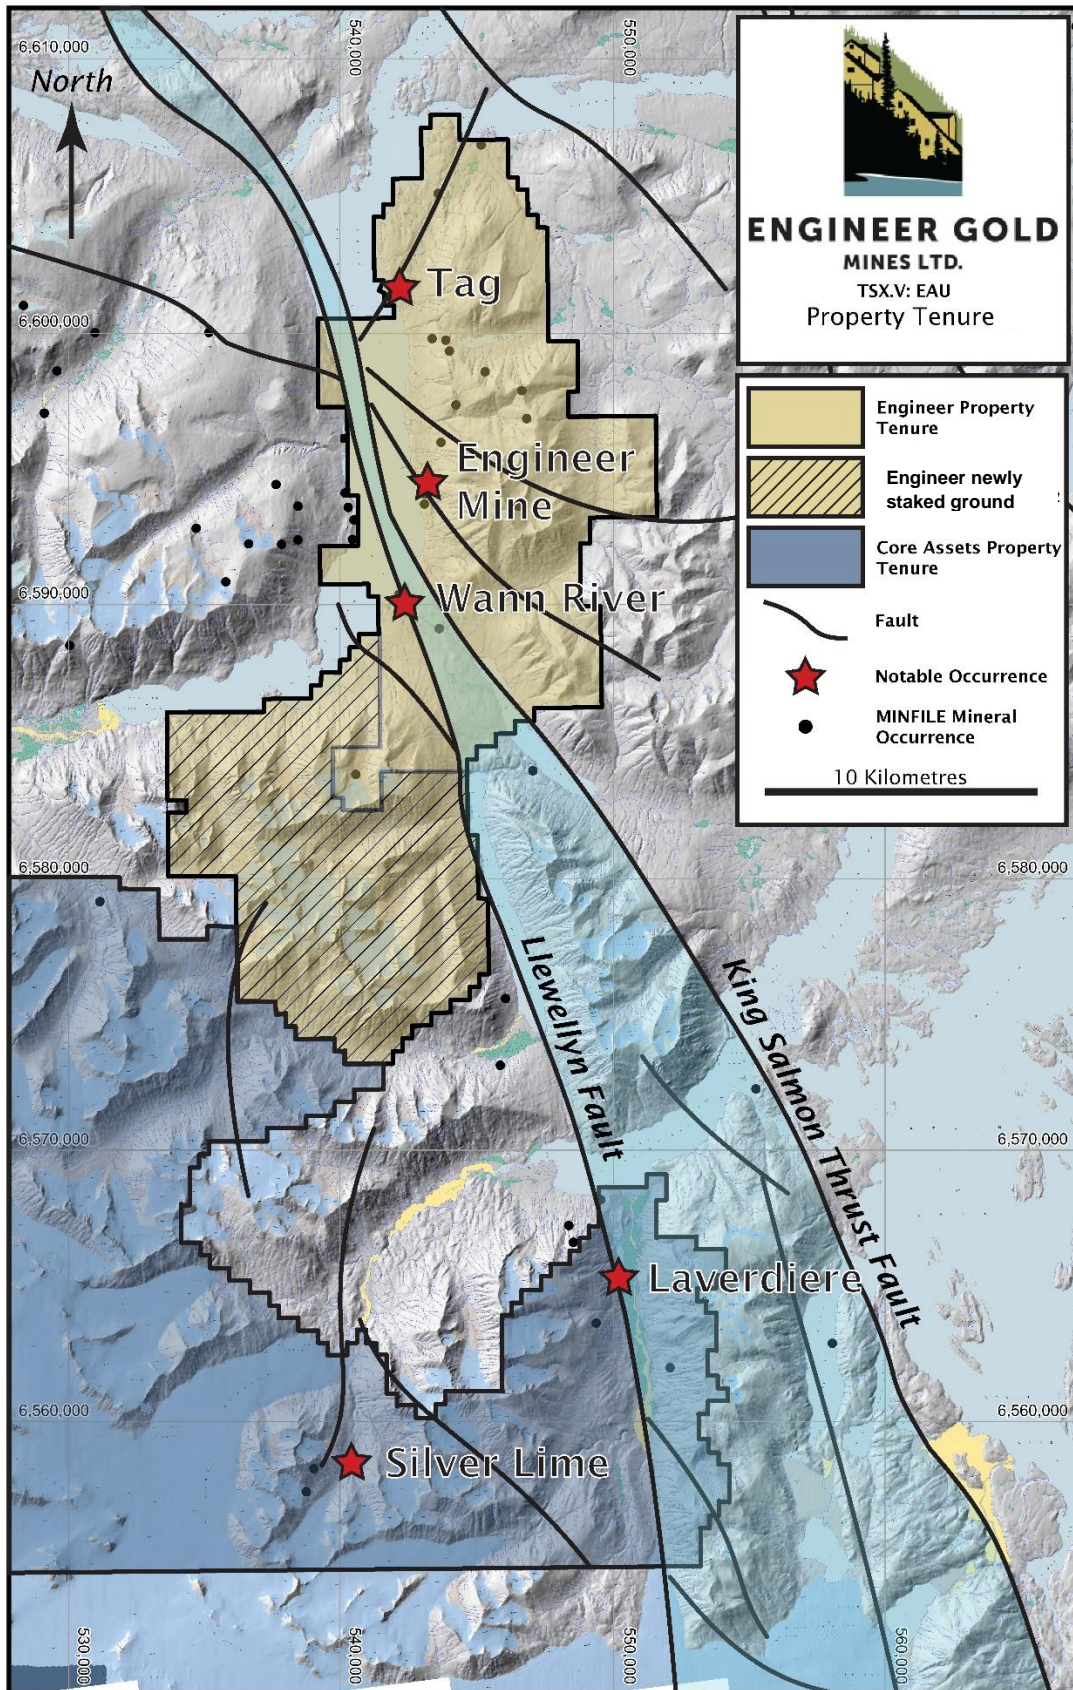 540,000
550,000
6,610,000
North
ENGINEER GOLD
MINES LTD.
TSX.V: EAU
Property Tenure
Tag
6,600,000
Engineer Property
Tenure
Engineer newly
staked ground
Core Assets Property
Tenure
Fault
Notable Occurrence
MINFILE Mineral
Occurrence
10 Kilometres
Engineer
Mine
6,590,000
Wann River
6,580,000
6,580,000
Llewellyn Fault
King Salmon Thrust Fault
6,570,000
6,570,000
Laverdiere
6,560,000
6,560,000
Silver Lime
530,000
540,000
550,000
560,000